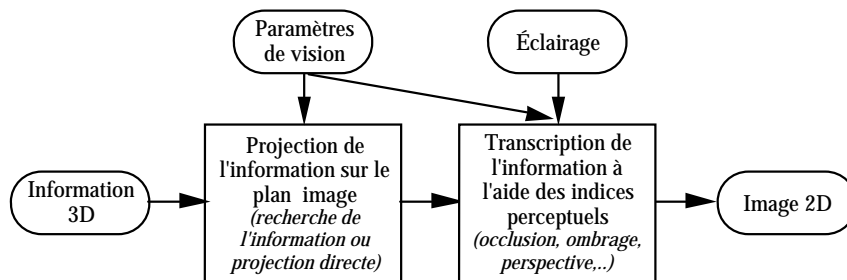 Paramètres
de vision
Éclairage
Information
3D
Projection de
l'information sur le
plan image
(recherche de
l'information ou
projection directe)
Transcription de
l'information à
l'aide des indices
perceptuels
(occlusion, ombrage,
perspective,..)
Image 2D